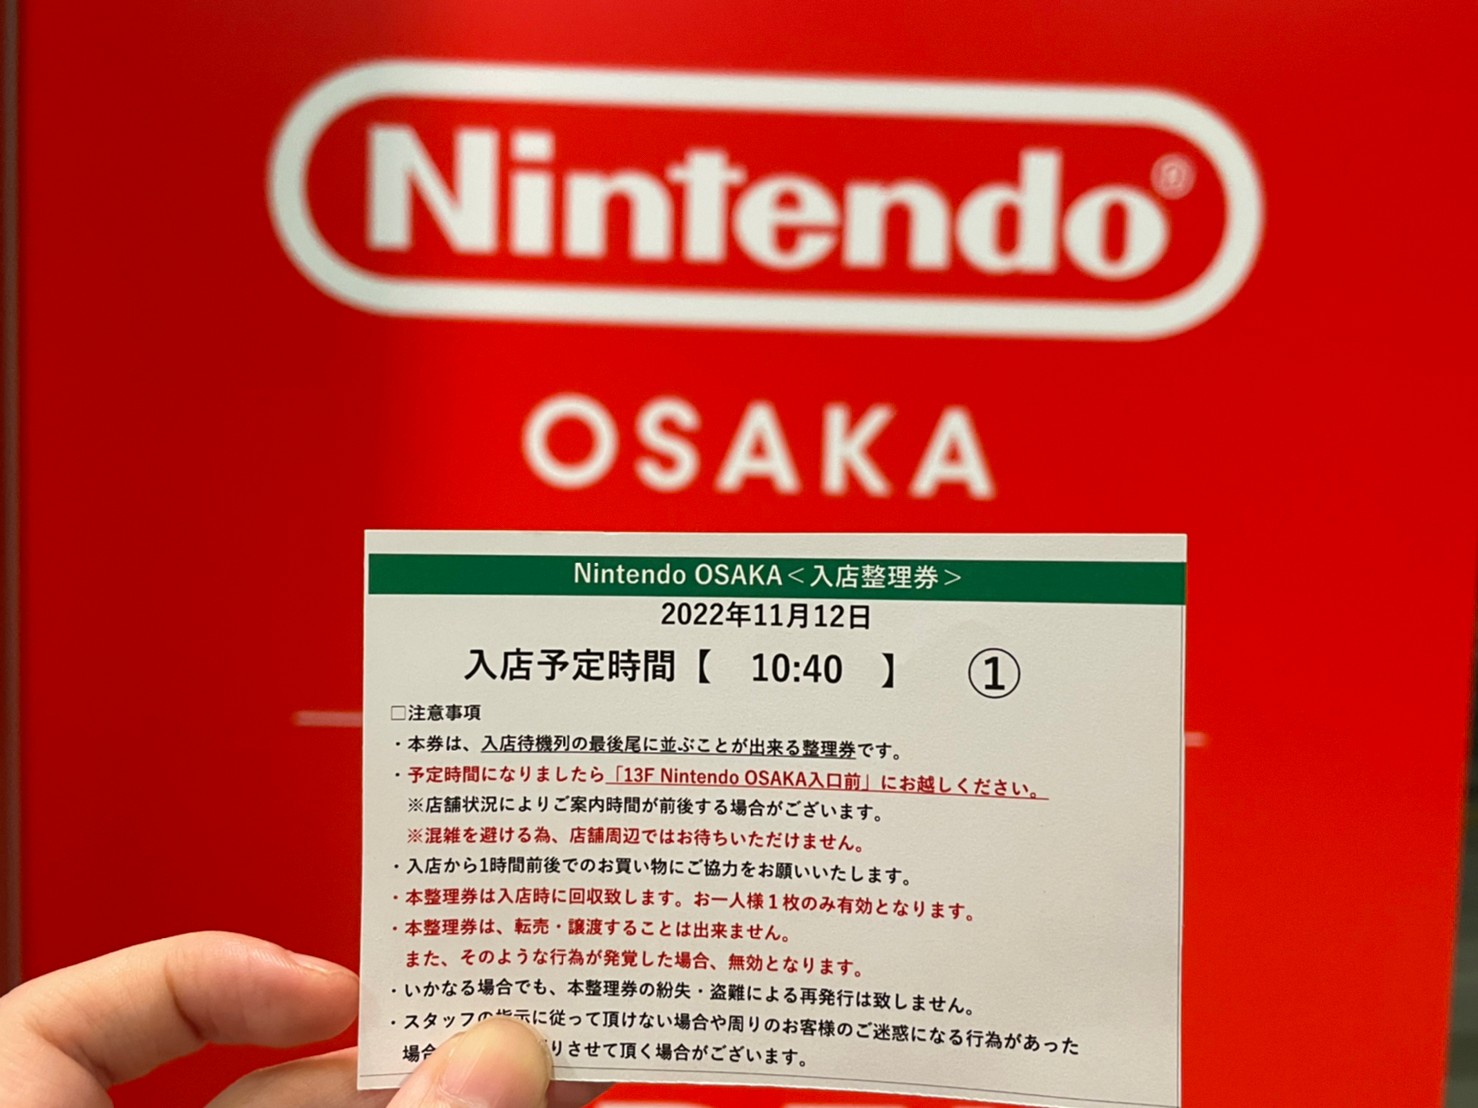 Nintendo®
OSAKA
Nintendo OSAKA＜入店整理券＞
2022年11月12日
入店予定時間【　10:40　】　①
□注意事項
・本券は、入店待機列の最後尾に並ぶことが出来る整理券です。
・予定時間になりましたら「13F Nintendo OSAKA入口前」にお越しください。
※店舗状況によりご案内時間が前後する場合がございます。
※混雑を避ける為、店舗周辺ではお待ちいただけません。
・入店から1時間前後でのお買い物にご協力をお願いいたします。
・本整理券は入店時に回収致します。お一人様１枚のみ有効となります。
・本整理券は、転売・譲渡することは出来ません。
また、そのような行為が発覚した場合、無効となります。
・いかなる場合でも、本整理券の紛失・盗難による再発行は致しません。
・スタッフの指示に従って頂けない場合や周りのお客様のご迷惑になる行為があった
場合 りさせて頂く場合がございます。